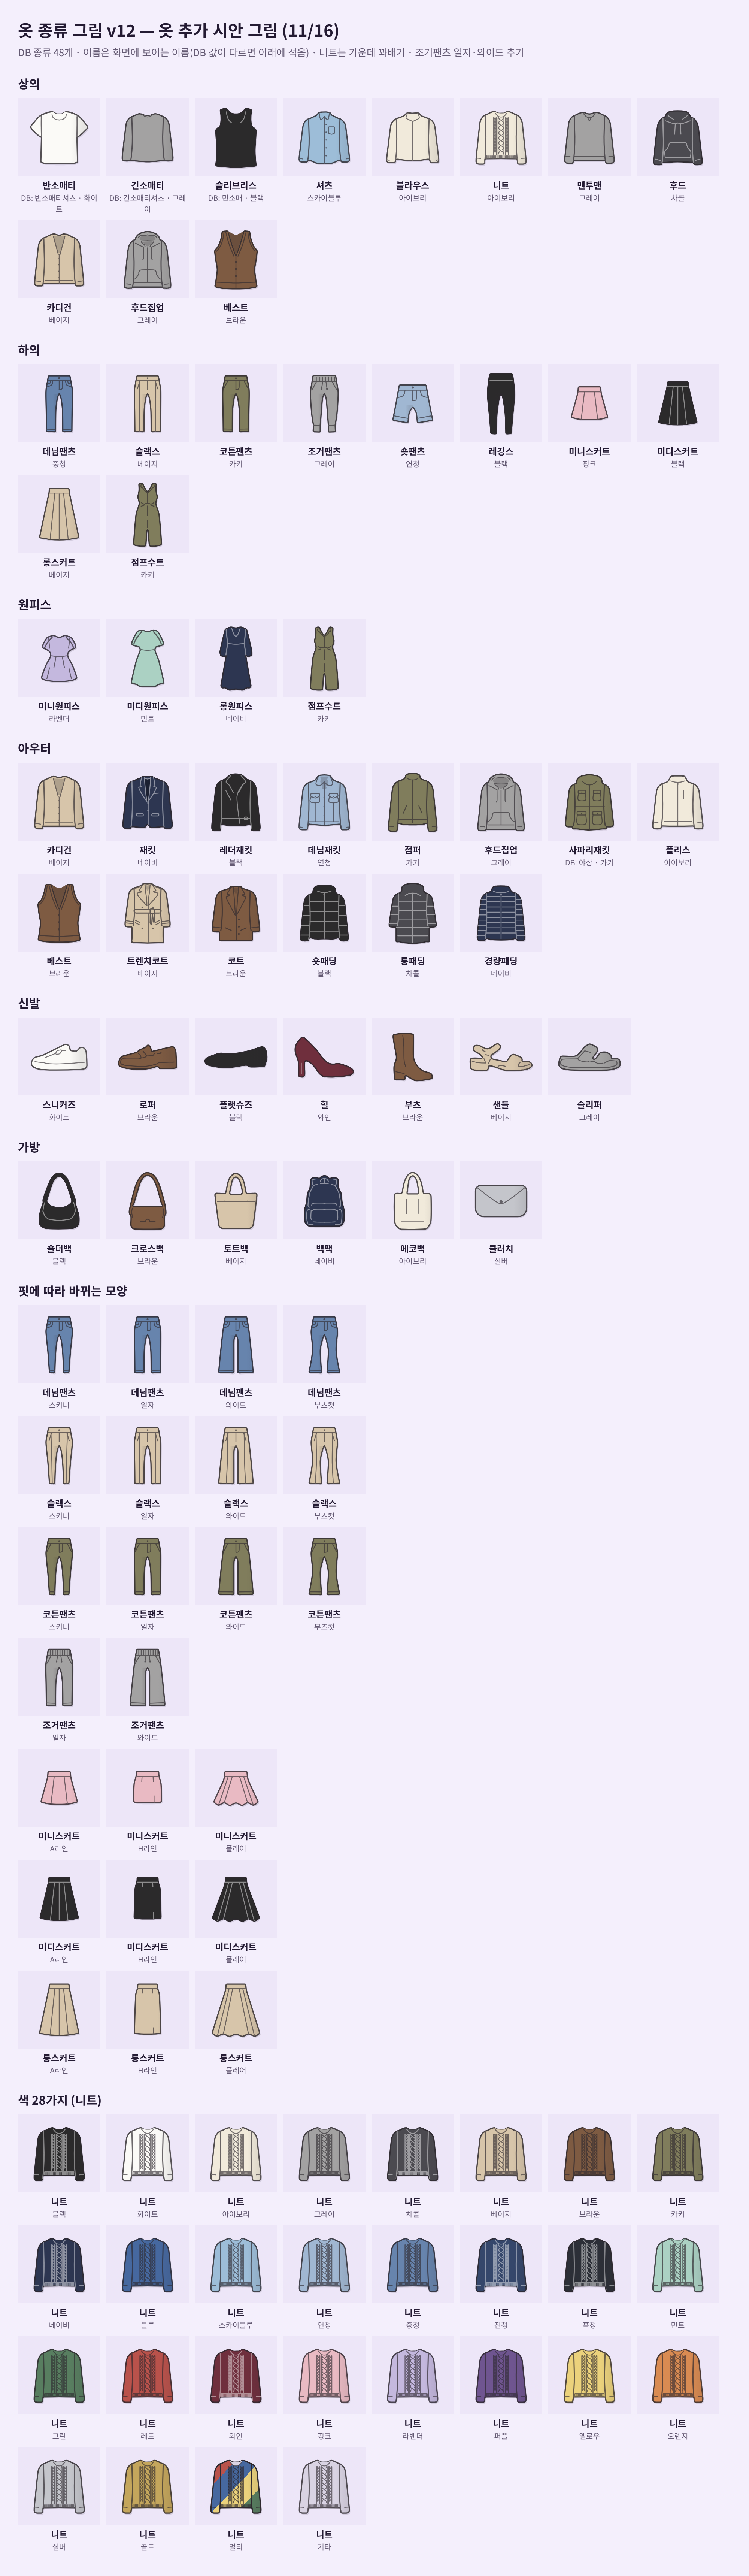 옷 종류 그림 v12 — 옷 추가 시안 그림 (11/16)
DB 종류 48개 · 이름은 화면에 보이는 이름(DB 값이 다르면 아래에 적음) · 니트는 가운데 꽈배기 · 조거팬츠 일자·와이드 추가
상의
반소매티 긴소매티 슬리브리스 셔츠 블라우스 니트 맨투맨 후드
DB: 반소매티셔츠 · 화이트 DB: 긴소매티셔츠 · 그레이 DB: 민소매 · 블랙 스카이블루 아이보리 아이보리 그레이 차콜
카디건 후드집업 베스트
베이지 그레이 브라운
하의
데님팬츠 슬랙스 코튼팬츠 조거팬츠 숏팬츠 레깅스 미니스커트 미디스커트
중청 베이지 카키 그레이 연청 블랙 핑크 블랙
롱스커트 점프수트
베이지 카키
원피스
미니원피스 미디원피스 롱원피스 점프수트
라벤더 민트 네이비 카키
아우터
카디건 재킷 레더재킷 데님재킷 점퍼 후드집업 사파리재킷 플리스
베이지 네이비 블랙 연청 카키 그레이 DB: 야상 · 카키 아이보리
베스트 트렌치코트 코트 숏패딩 롱패딩 경량패딩
브라운 베이지 브라운 블랙 차콜 네이비
신발
스니커즈 로퍼 플랫슈즈 힐 부츠 샌들 슬리퍼
화이트 브라운 블랙 와인 브라운 베이지 그레이
가방
숄더백 크로스백 토트백 백팩 에코백 클러치
블랙 브라운 베이지 네이비 아이보리 실버
핏에 따라 바뀌는 모양
데님팬츠 데님팬츠 데님팬츠 데님팬츠
스키니 일자 와이드 부츠컷
슬랙스 슬랙스 슬랙스 슬랙스
스키니 일자 와이드 부츠컷
코튼팬츠 코튼팬츠 코튼팬츠 코튼팬츠
스키니 일자 와이드 부츠컷
조거팬츠 조거팬츠
일자 와이드
미니스커트 미니스커트 미니스커트
A라인 H라인 플레어
미디스커트 미디스커트 미디스커트
A라인 H라인 플레어
롱스커트 롱스커트 롱스커트
A라인 H라인 플레어
색 28가지 (니트)
니트 니트 니트 니트 니트 니트 니트 니트
블랙 화이트 아이보리 그레이 차콜 베이지 브라운 카키
니트 니트 니트 니트 니트 니트 니트 니트
네이비 블루 스카이블루 연청 중청 진청 흑청 민트
니트 니트 니트 니트 니트 니트 니트 니트
그린 레드 와인 핑크 라벤더 퍼플 옐로우 오렌지
니트 니트 니트 니트
실버 골드 멀티 기타